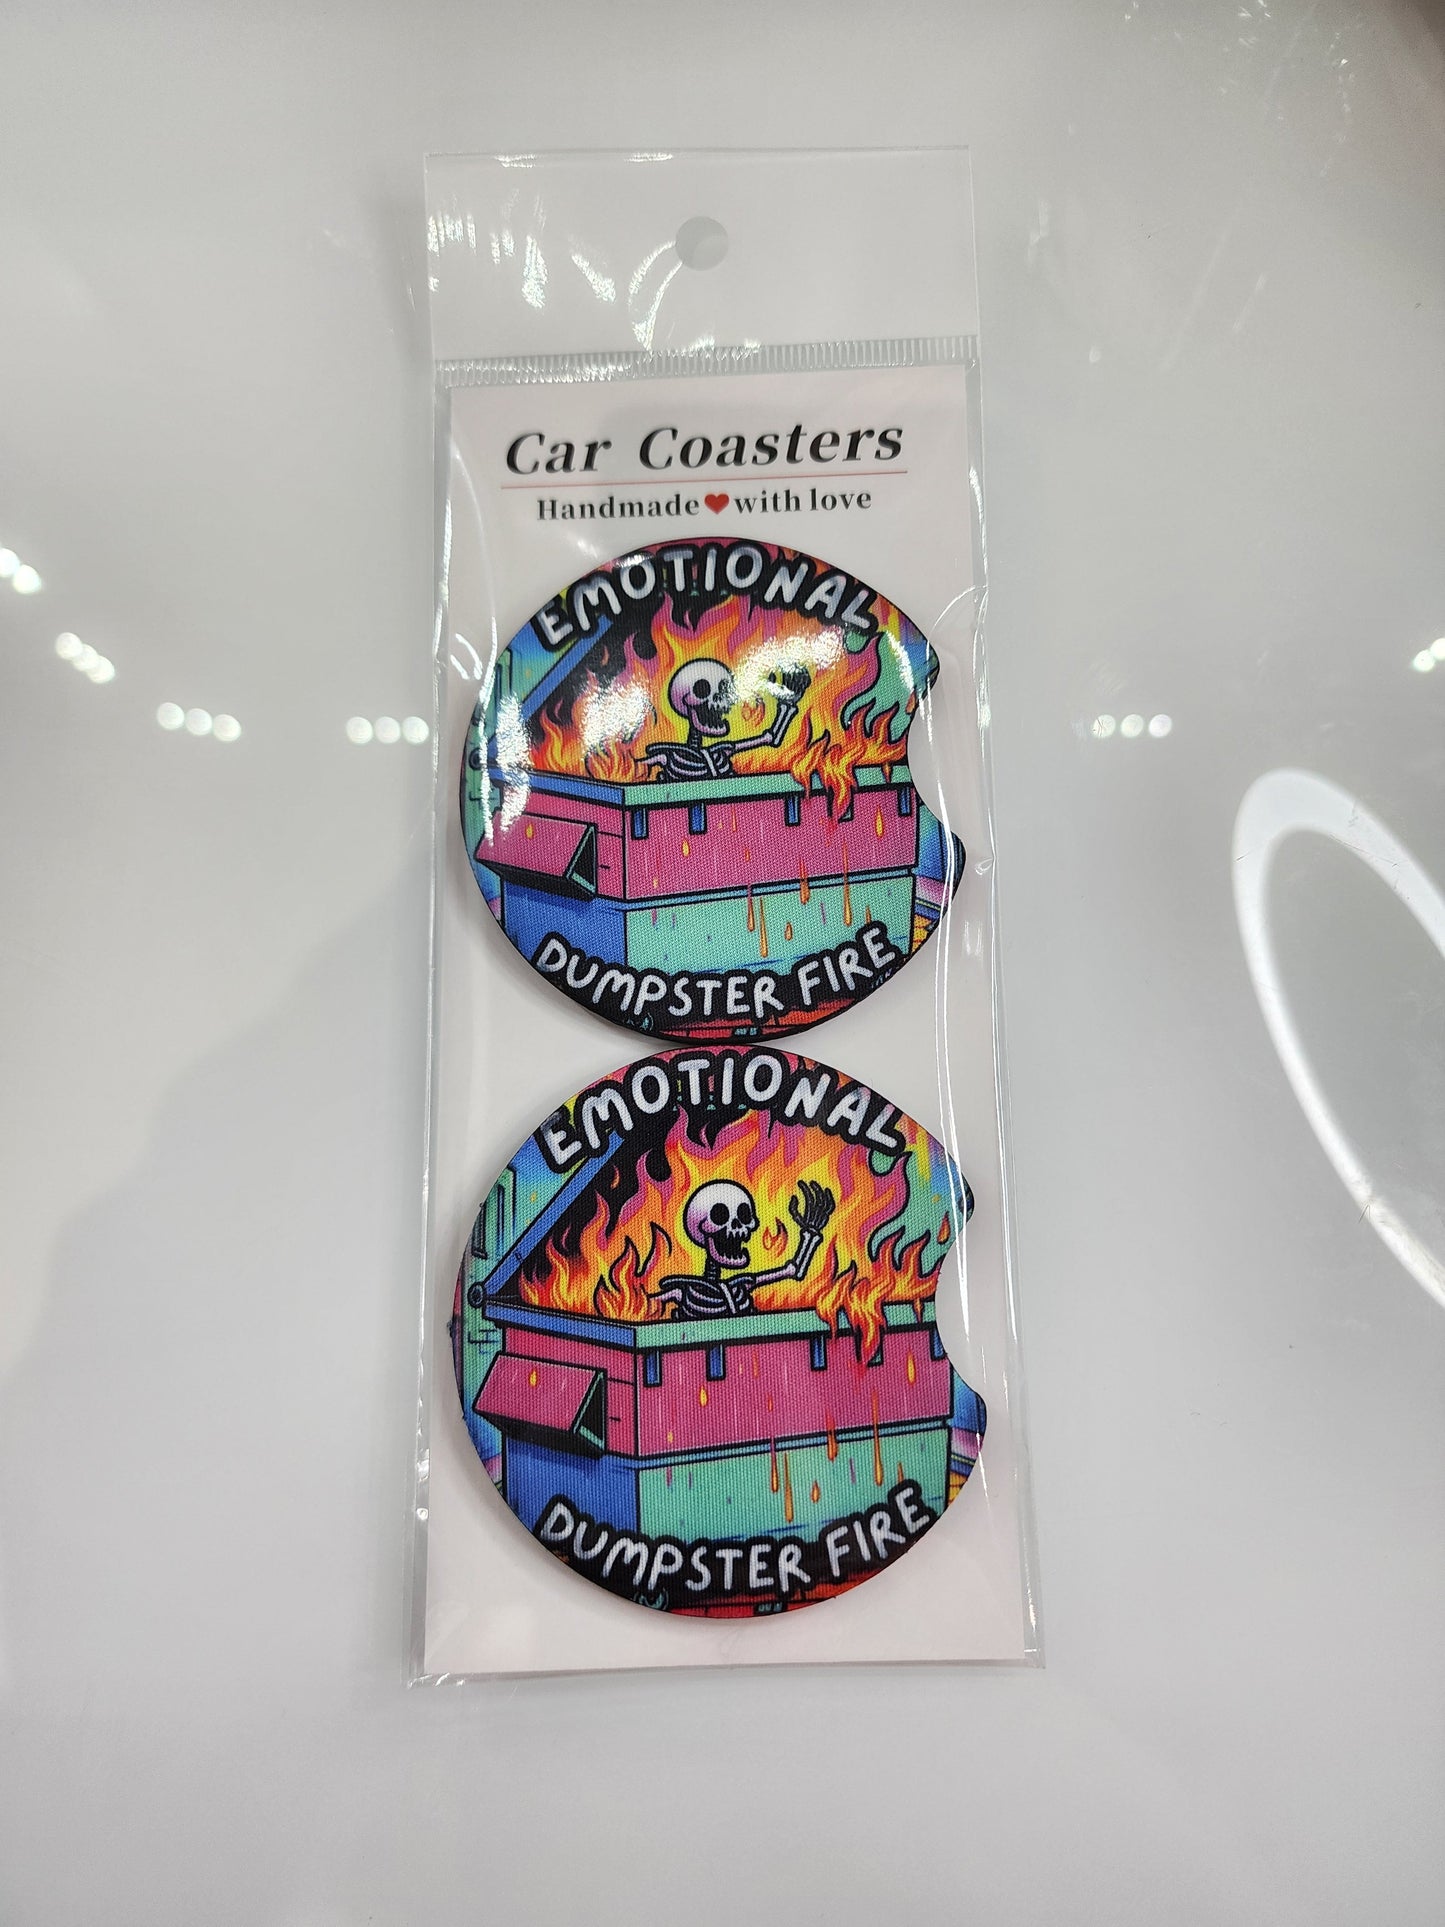 Car Coasters
Handmade❤with love
EMOTIONAL
DUMPSTER FIRE
EMOTIONAL
DUMPSTER FIRE